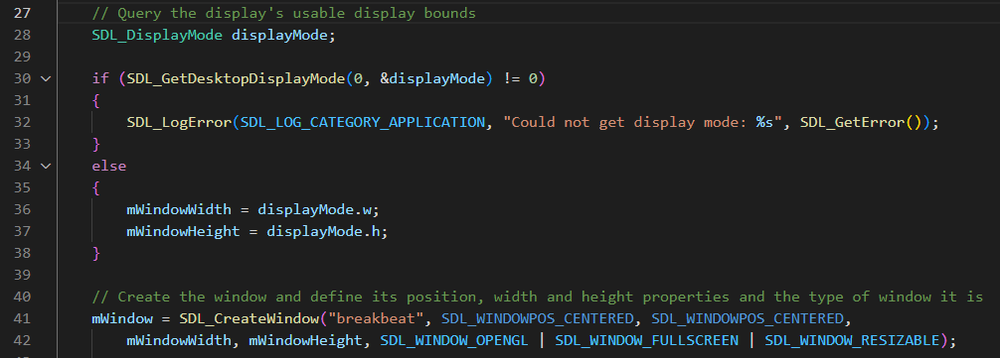 27 // Query the display's usable display bounds
28 SDL_DisplayMode displayMode;
29
30 if (SDL_GetDesktopDisplayMode(0, &displayMode) != 0)
31 {
32 SDL_LogError(SDL_LOG_CATEGORY_APPLICATION, "Could not get display mode: %s", SDL_GetError());
33 }
34 else
35 {
36 mWindowWidth = displayMode.w;
37 mWindowHeight = displayMode.h;
38 }
39
40 // Create the window and define its position, width and height properties and the type of window it is
41 mWindow = SDL_CreateWindow("breakbeat", SDL_WINDOWPOS_CENTERED, SDL_WINDOWPOS_CENTERED,
42 mWindowWidth, mWindowHeight, SDL_WINDOW_OPENGL | SDL_WINDOW_FULLSCREEN | SDL_WINDOW_RESIZABLE);